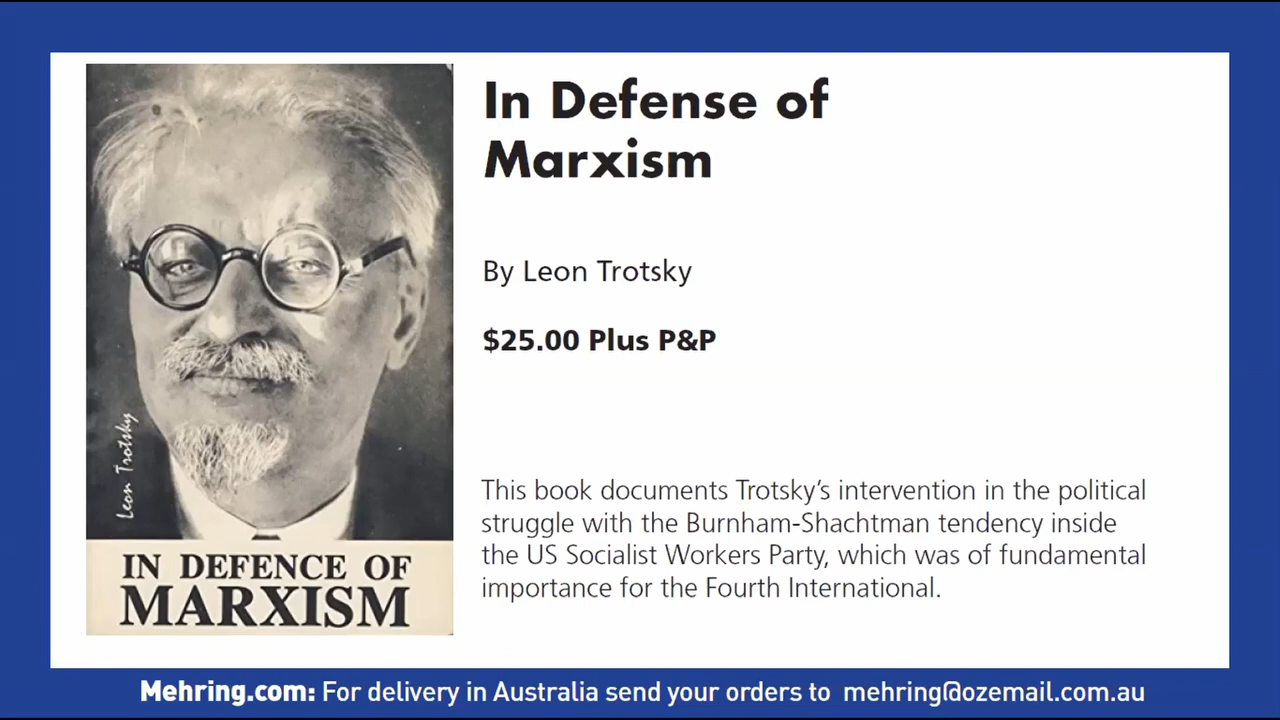 In Defense of
Marxism
By Leon Trotsky
$25.00 Plus P&P
This book documents Trotsky’s intervention in the political
struggle with the Burnham-Shachtman tendency inside
the US Socialist Workers Party, which was of fundamental
importance for the Fourth International.
Leon Trotsky
IN DEFENCE OF
MARXISM
Mehring.com: For delivery in Australia send your orders to mehring@ozemail.com.au